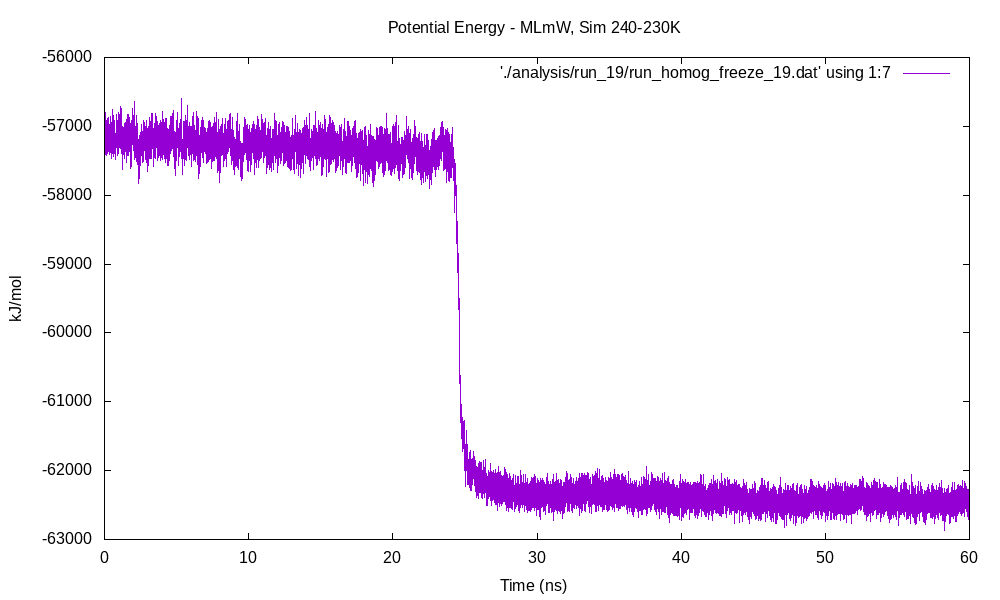 Potential Energy - MLmW, Sim 240-230K
'./analysis/run_19/run_homog_freeze_19.dat' using 1:7
-56000
-57000
-58000
-59000
-60000
-61000
-62000
-63000
kJ/mol
0 10 20 30 40 50 60
Time (ns)